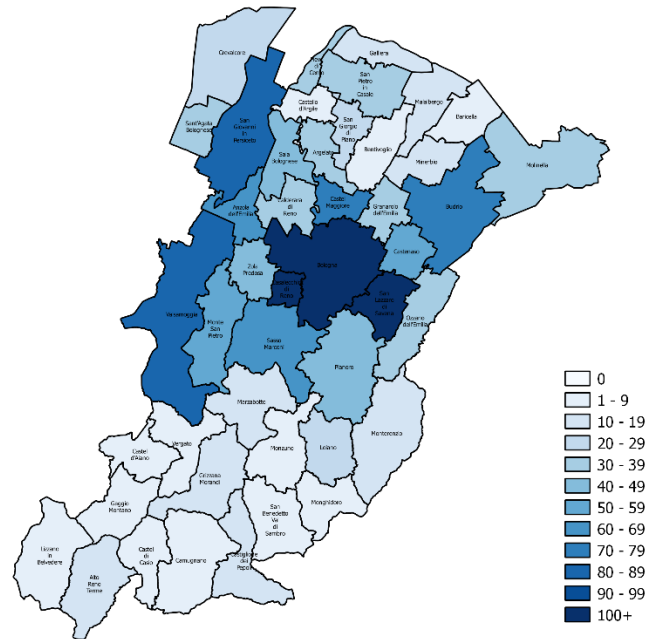 Crevalcore
Galliera
Pieve
di
Cento
San
Pietro
in
Casale
Malalbergo
Castello
d'Argile
San
Giorgio
di
Piano
Baricella
Sant'Agata
Bolognese
San
Giovanni
in
Persiceto
Sala
Bolognese
Argelato
Bentivoglio
Minerbio
Molinella
Calderara
di
Reno
Castel
Maggiore
Granarolo
dell'Emilia
Budrio
Anzola
dell'Emilia
Castenaso
Zola
Predosa
Bologna
Casalecchio
di
Reno
San
Lazzaro
di
Savena
Valsamoggia
Monte
San
Pietro
Ozzano
dell'Emilia
Sasso
Marconi
Pianoro
Marzabotto
Monterenzio
Vergato
Monzuno
Loiano
Castel
d'Aiano
Grizzana
Morandi
Gaggio
Montano
San
Benedetto
Val
di
Sambro
Monghidoro
Lizzano
in
Belvedere
Castel
di
Casio
Camugnano
Castiglione
dei
Pepoli
Alto
Reno
Terme
0
1 - 9
10 - 19
20 - 29
30 - 39
40 - 49
50 - 59
60 - 69
70 - 79
80 - 89
90 - 99
100+